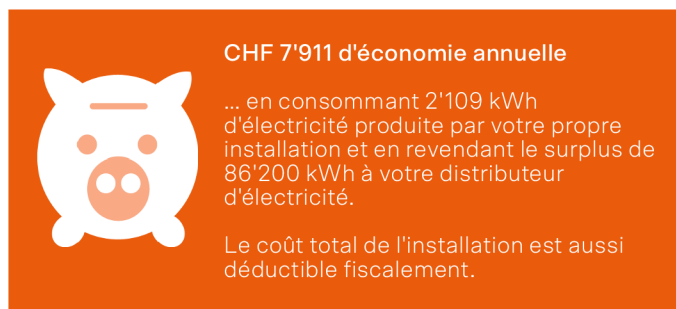 CHF 7'911 d'économie annuelle
... en consommant 2'109 kWh
d'électricité produite par votre propre
installation et en revendant le surplus de
86'200 kWh à votre distributeur
d'électricité.
Le coût total de l'installation est aussi
déductible fiscalement.